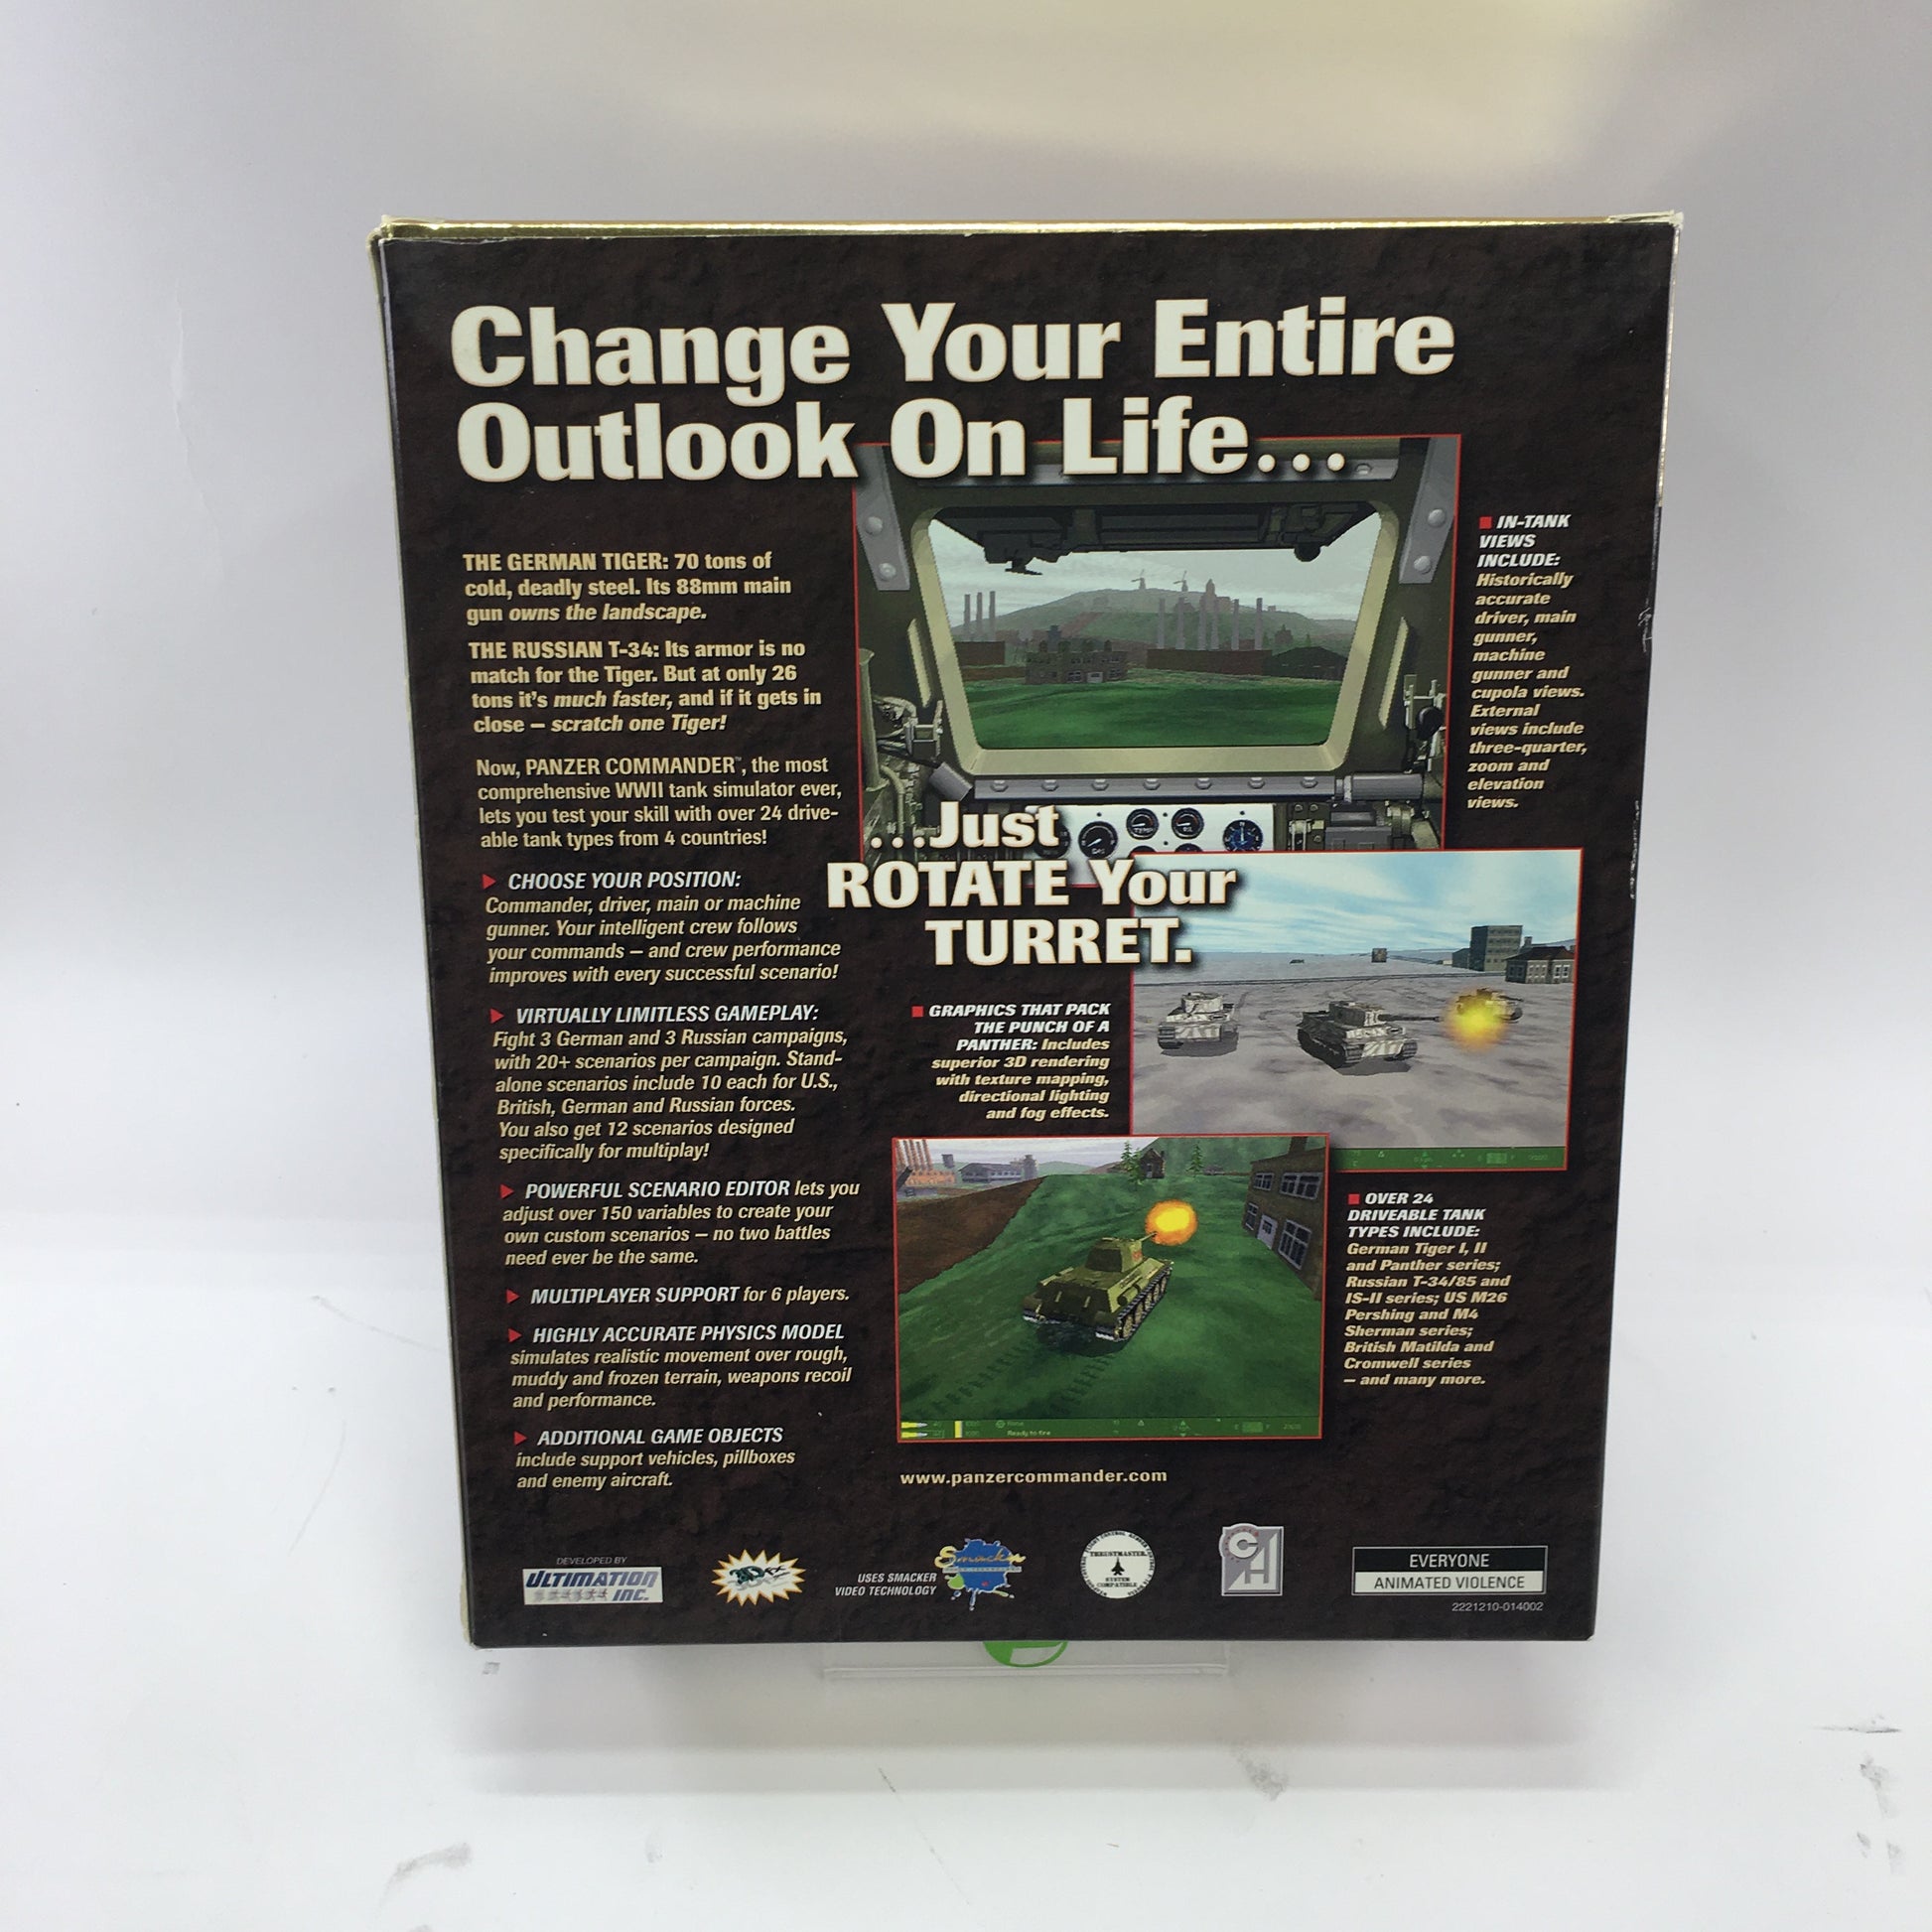 Change Your Entire
Outlook On Life...
THE GERMAN TIGER: 70 tons of
cold, deadly steel. Its 88mm main
gun owns the landscape.
THE RUSSIAN T-34: Its armor is no
match for the Tiger. But at only 26
tons it's much faster, and if it gets in
close – scratch one Tiger!
Now, PANZER COMMANDER™, the most
comprehensive WWII tank simulator ever,
lets you test your skill with over 24 drive-
able tank types from 4 countries!
CHOOSE YOUR POSITION:
Commander, driver, main or machine
gunner. Your intelligent crew follows
your commands – and crew performance
improves with every successful scenario!
VIRTUALLY LIMITLESS GAMEPLAY:
Fight 3 German and 3 Russian campaigns,
with 20+ scenarios per campaign. Stand-
alone scenarios include 10 each for U.S.,
British, German and Russian forces.
You also get 12 scenarios designed
specifically for multiplay!
POWERFUL SCENARIO EDITOR lets you
adjust over 150 variables to create your
own custom scenarios – no two battles
need ever be the same.
MULTIPLAYER SUPPORT for 6 players.
HIGHLY ACCURATE PHYSICS MODEL
simulates realistic movement over rough,
muddy and frozen terrain, weapons recoil
and performance.
ADDITIONAL GAME OBJECTS
include support vehicles, pillboxes
and enemy aircraft.
IN-TANK
VIEWS
INCLUDE:
Historically
accurate
driver, main
gunner,
machine
gunner and
cupola views.
External
views include
three-quarter,
zoom and
elevation
views.
...Just
ROTATE Your
TURRET.
GRAPHICS THAT PACK
THE PUNCH OF A
PANTHER: Includes
superior 3D rendering
with texture mapping,
directional lighting
and fog effects.
OVER 24
DRIVEABLE TANK
TYPES INCLUDE:
German Tiger I, II
and Panther series;
Russian T-34/85 and
IS-II series; US M26
Pershing and M4
Sherman series;
British Matilda and
Cromwell series
– and many more.
Ready to fire
www.panzercommander.com
DEVELOPED BY
ULTIMATION
INC.
USES SMACKER
VIDEO TECHNOLOGY
Smacker
THRUSTMASTER
SYSTEM
COMPATIBLE
CH
EVERYONE
ANIMATED VIOLENCE
2221210-014002